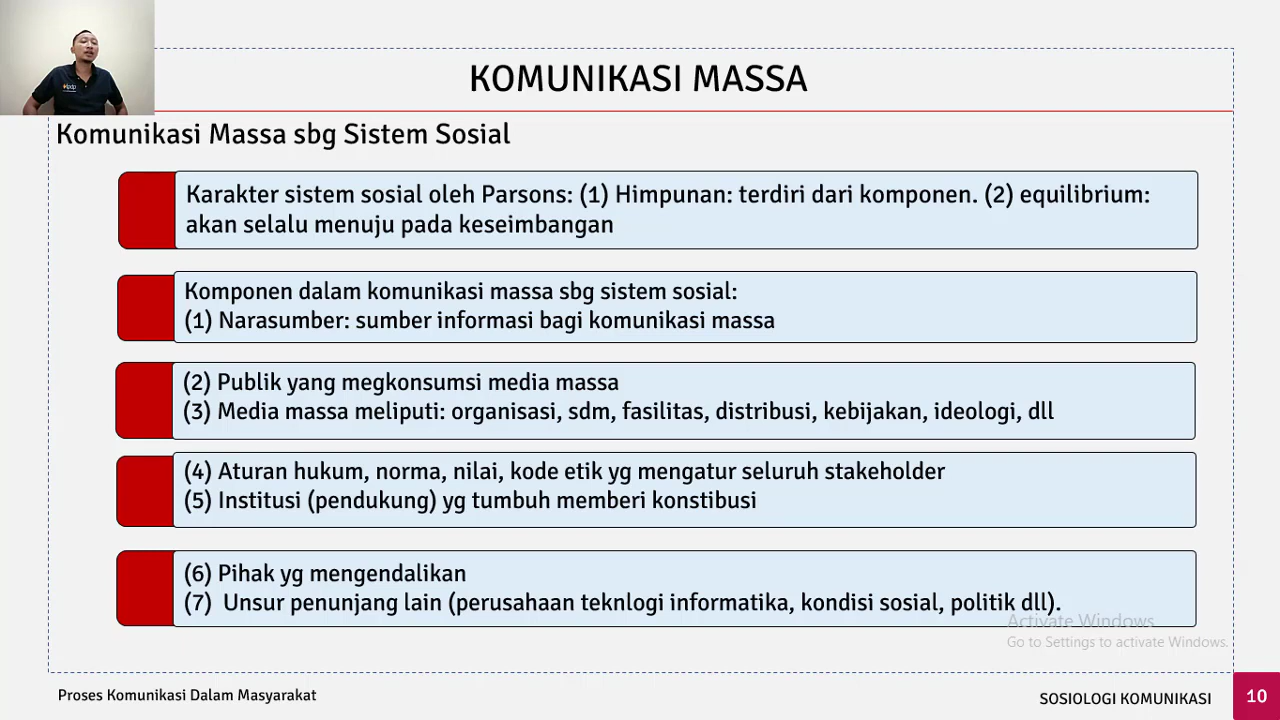 KOMUNIKASI MASSA
Komunikasi Massa sbg Sistem Sosial
Karakter sistem sosial oleh Parsons: (1) Himpunan: terdiri dari komponen. (2) equilibrium:
akan selalu menuju pada keseimbangan
Komponen dalam komunikasi massa sbg sistem sosial:
(1) Narasumber: sumber informasi bagi komunikasi massa
(2) Publik yang megkonsumsi media massa
(3) Media massa meliputi: organisasi, sdm, fasilitas, distribusi, kebijakan, ideologi, dll
(4) Aturan hukum, norma, nilai, kode etik yg mengatur seluruh stakeholder
(5) Institusi (pendukung) yg tumbuh memberi konstibusi
(6) Pihak yg mengendalikan
(7) Unsur penunjang lain (perusahaan teknlogi informatika, kondisi sosial, politik dll).
Activate Windows
Go to Settings to activate Windows.
Proses Komunikasi Dalam Masyarakat
SOSIOLOGI KOMUNIKASI
10